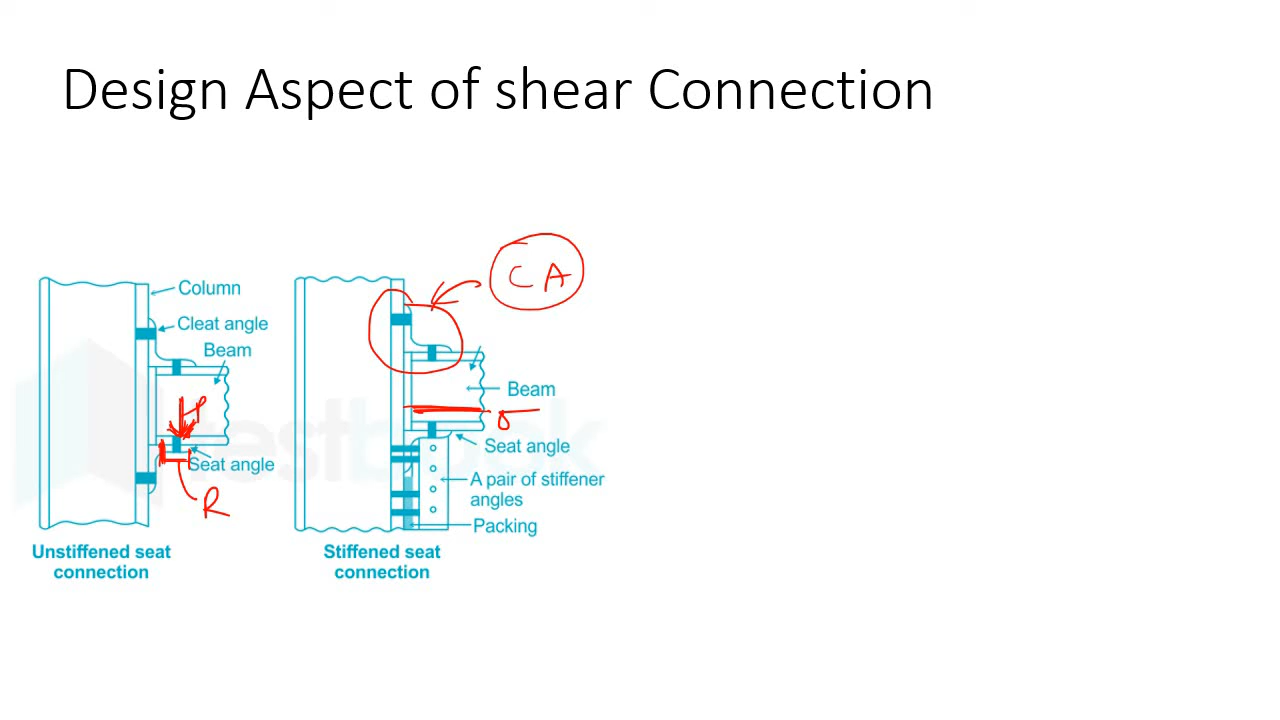 Design Aspect of shear Connection
C A
Column
Cleat angle
Beam
Seat angle
R
Unstiffened seat
connection
Beam
Seat angle
A pair of stiffener
angles
Packing
Stiffened seat
connection
testbook